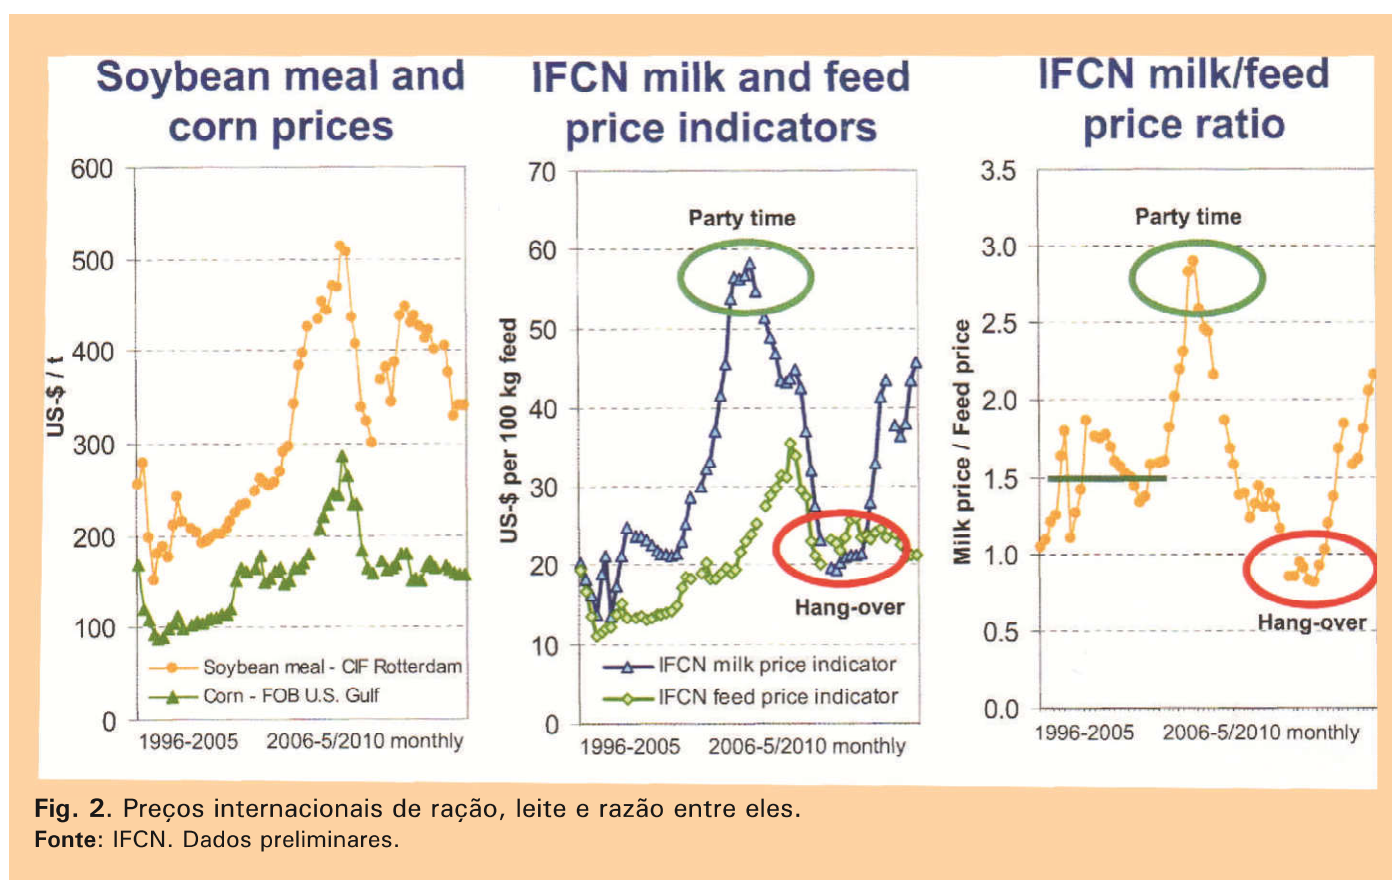 Soybean meal and
corn prices
600
500
400
300
200
100
0
US-$ / t
Soybean meal - CIF Rotterdam
Corn - FOB U.S. Gulf
1996-2005 2006-5/2010 monthly
IFCN milk and feed
price indicators
70
60
50
40
30
20
10
0
US-$ per 100 kg feed
Party time
Hang-over
IFCN milk price indicator
IFCN feed price indicator
1996-2005 2006-5/2010 monthly
IFCN milk/feed
price ratio
3.5
3.0
2.5
2.0
1.5
1.0
0.5
0.0
Milk price / Feed price
Party time
Hang-over
1996-2005 2006-5/2010 monthly
Fig. 2. Preços internacionais de ração, leite e razão entre eles.
Fonte: IFCN. Dados preliminares.